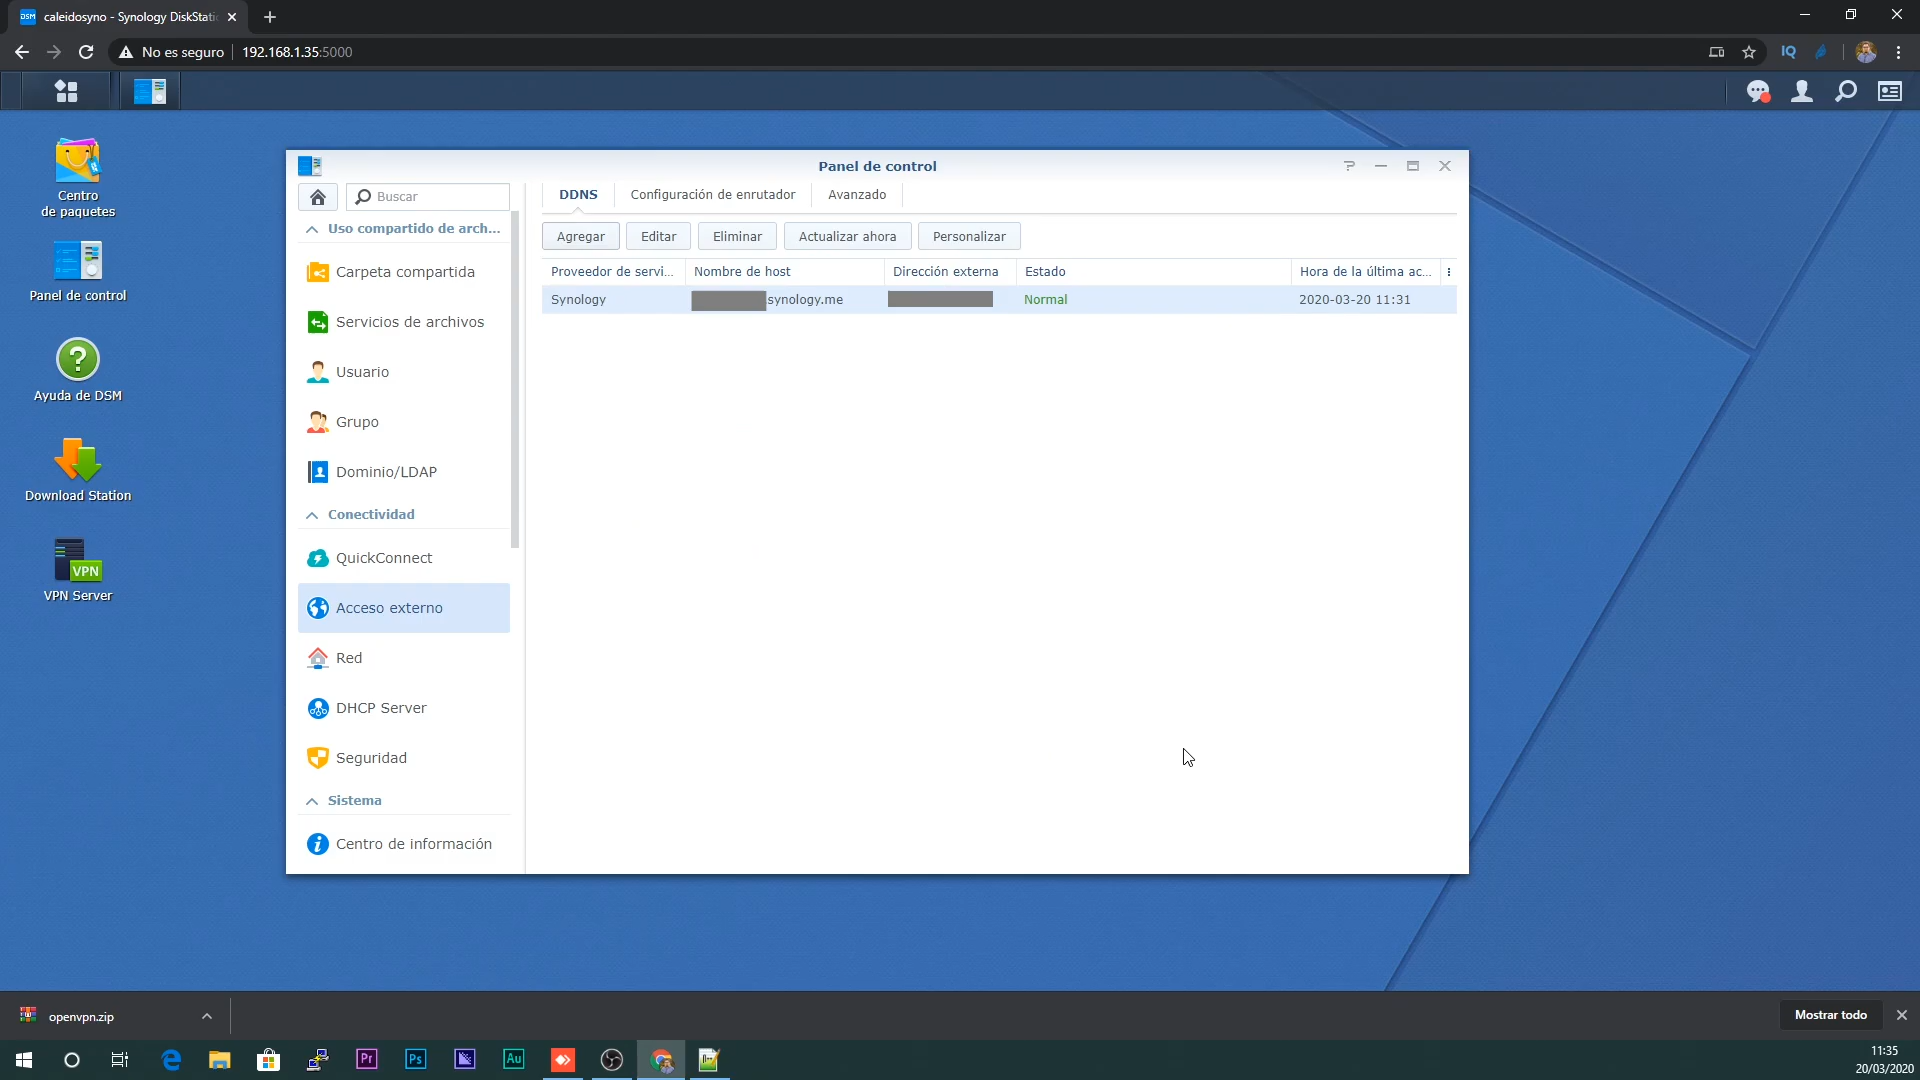 caleidosyno - Synology DiskStati
No es seguro
192.168.1.35:5000
IQ
Centro
de paquetes
Panel de control
Ayuda de DSM
Download Station
VPN
VPN Server
Panel de control
Buscar
Uso compartido de arch...
Carpeta compartida
Servicios de archivos
Usuario
Grupo
Dominio/LDAP
Conectividad
QuickConnect
Acceso externo
Red
DHCP Server
Seguridad
Sistema
Centro de información
DDNS
Configuración de enrutador
Avanzado
Agregar
Editar
Eliminar
Actualizar ahora
Personalizar
Proveedor de servi...
Nombre de host
Dirección externa
Estado
Hora de la última ac...
Synology
synology.me
Normal
2020-03-20 11:31
openvpn.zip
Mostrar todo
Pr
Ps
Au
11:35
20/03/2020